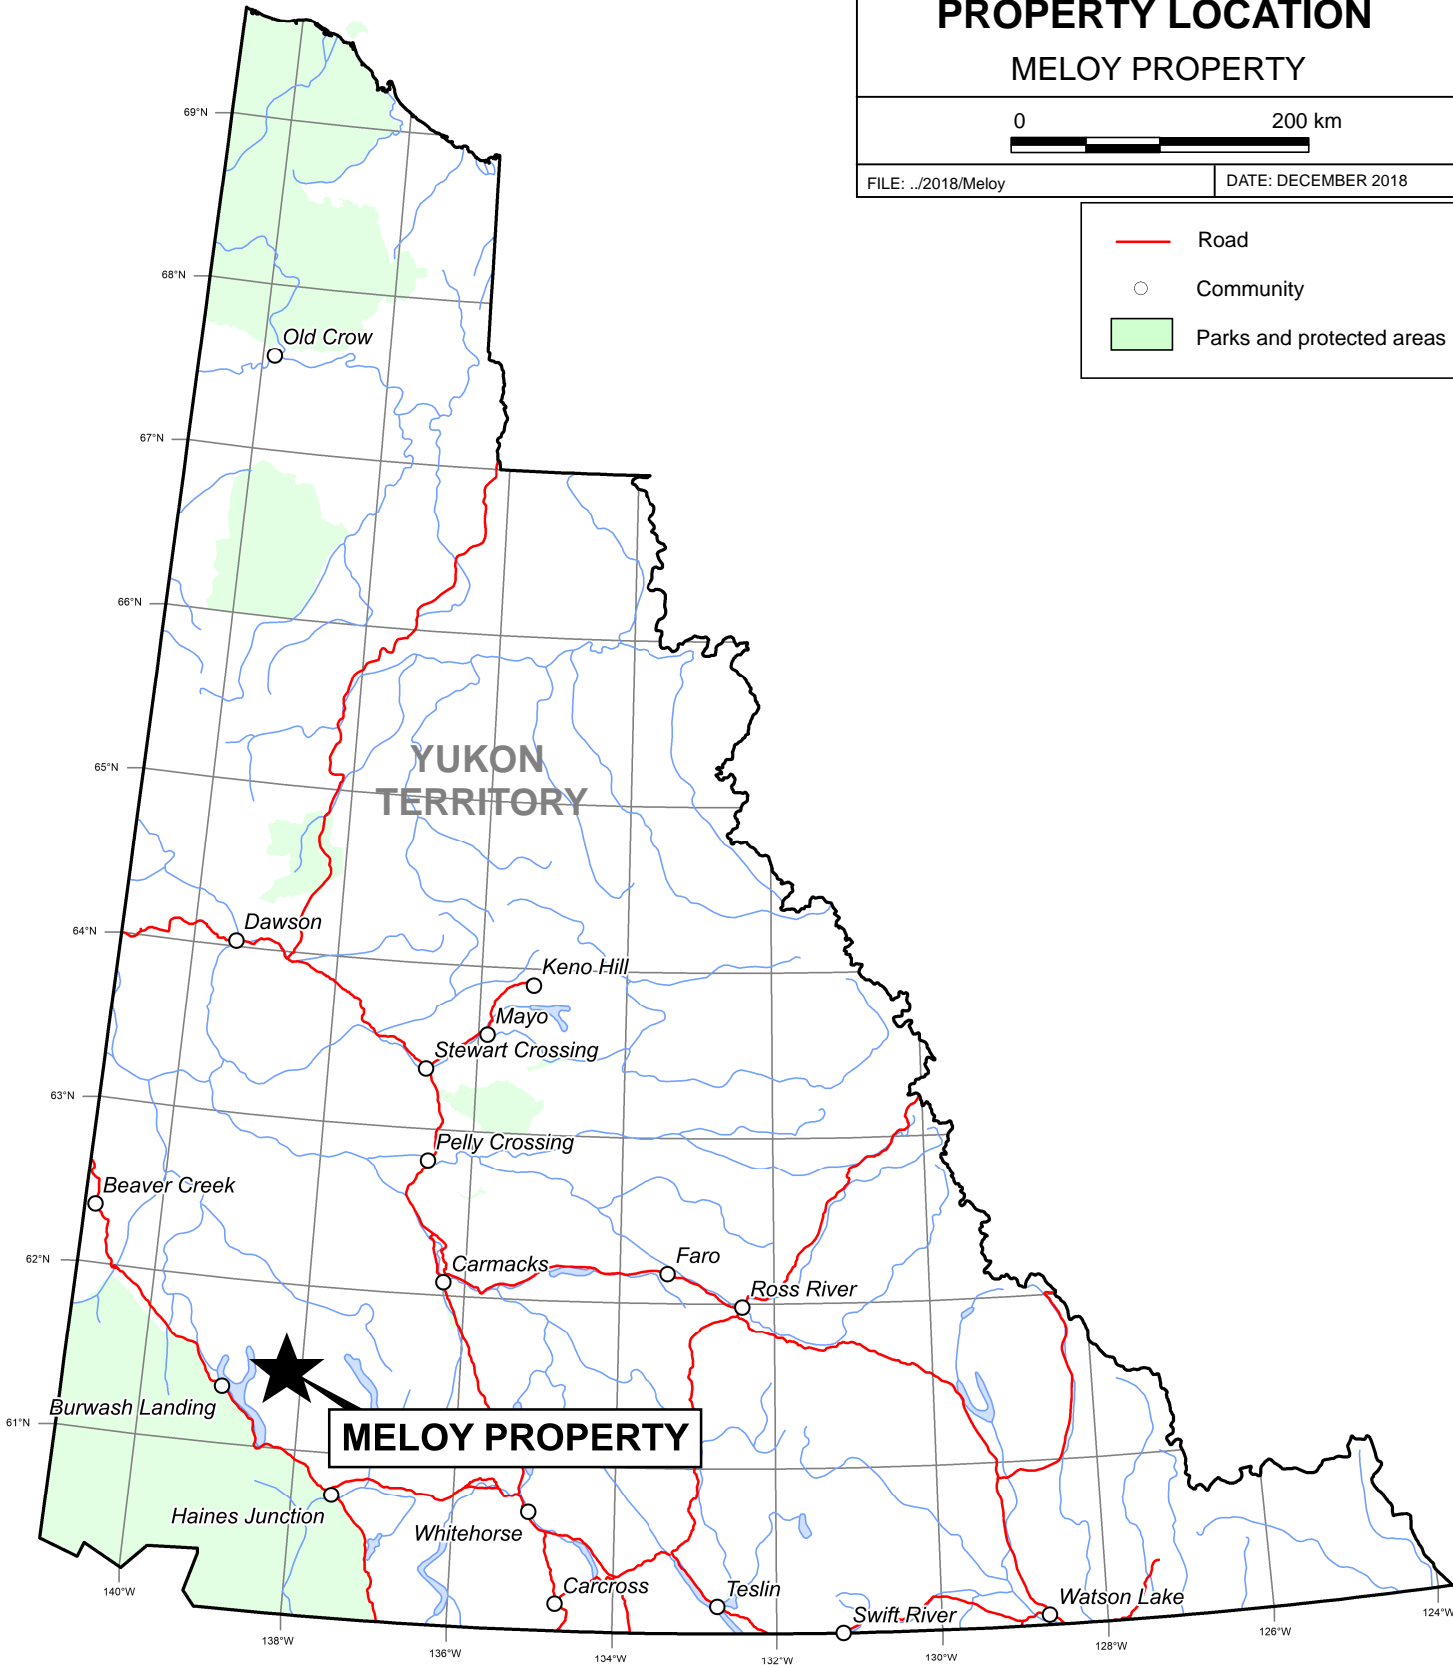 PROPERTY LOCATION
MELOY PROPERTY
0 200 km
FILE: ../2018/Meloy
DATE: DECEMBER 2018
Road
Community
Parks and protected areas
69°N
68°N
Old Crow
67°N
66°N
65°N
YUKON
TERRITORY
64°N
Dawson
Keno Hill
Mayo
Stewart Crossing
63°N
Pelly Crossing
Beaver Creek
62°N
Carmacks
Faro
Ross River
Burwash Landing
61°N
MELOY PROPERTY
Haines Junction
Whitehorse
Carcross
Teslin
Swift River
Watson Lake
140°W
138°W
136°W
134°W
132°W
130°W
128°W
126°W
124°W